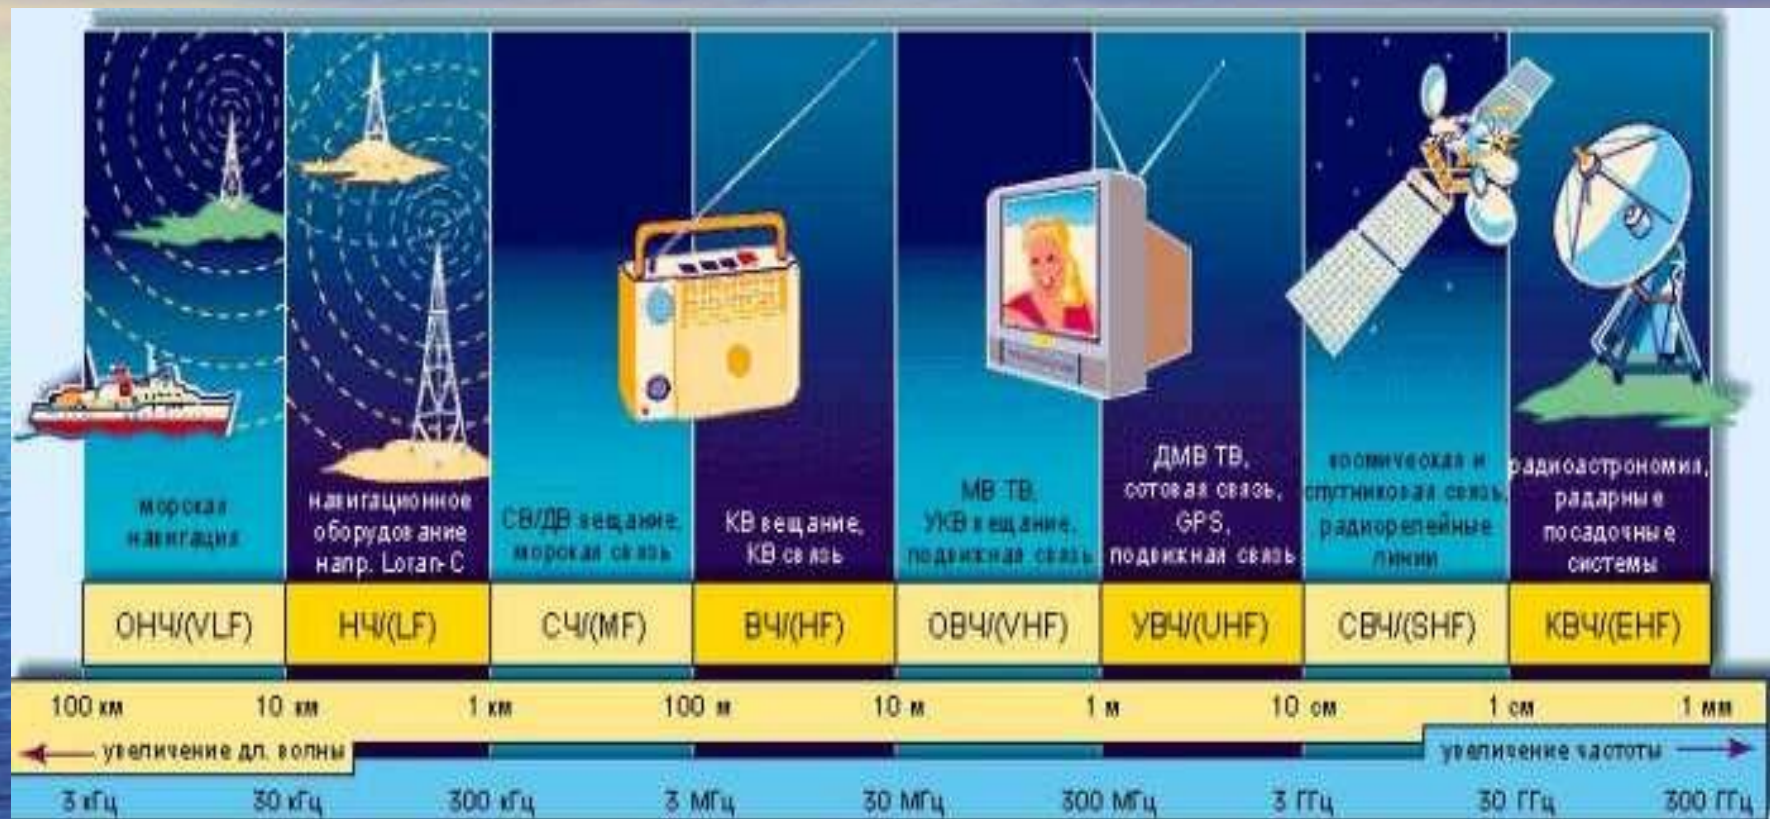 морская
навигация
навигационное
оборудование
напр. Loran-C
СВ/ДВ вещание,
морская связь
КВ вещание,
КВ связь
МВ ТВ,
УКВ вещание,
подвижная связь
ДМВ ТВ,
сотовая связь,
GPS,
подвижная связь
космическая и
спутниковая связь,
радиорелейные
линии
радиоастрономия,
радарные
посадочные
системы
ОНЧ/(VLF)
НЧ/(LF)
СЧ/(MF)
ВЧ/(HF)
ОВЧ/(VHF)
УВЧ/(UHF)
СВЧ/(SHF)
КВЧ/(EHF)
100 км 10 км 1 км 100 м 10 м 1 м 10 см 1 см 1 мм
увеличение дл. волны
увеличение частоты
3 кГц 30 кГц 300 кГц 3 МГц 30 МГц 300 МГц 3 ГГц 30 ГГц 300 ГГц